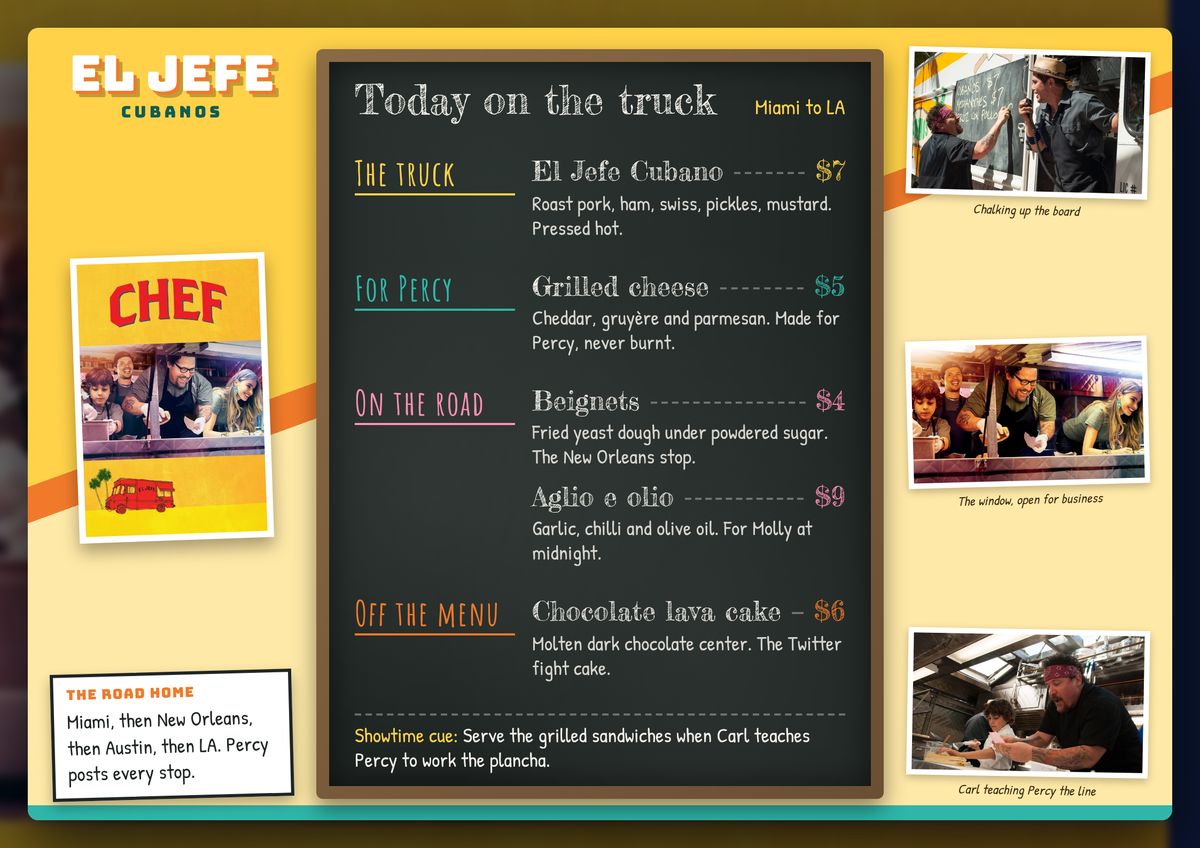 EL JEFE
CUBANOS
CHEF
EL JEFE
THE ROAD HOME
Miami, then New Orleans,
then Austin, then LA. Percy
posts every stop.
Today on the truck
Miami to LA
THE TRUCK
El Jefe Cubano $7
Roast pork, ham, swiss, pickles, mustard.
Pressed hot.
FOR PERCY
Grilled cheese $5
Cheddar, gruyère and parmesan. Made for
Percy, never burnt.
ON THE ROAD
Beignets $4
Fried yeast dough under powdered sugar.
The New Orleans stop.
Aglio e olio $9
Garlic, chilli and olive oil. For Molly at
midnight.
OFF THE MENU
Chocolate lava cake $6
Molten dark chocolate center. The Twitter
fight cake.
Showtime cue: Serve the grilled sandwiches when Carl teaches
Percy to work the plancha.
CUBANOS $7
LIC #
Chalking up the board
The window, open for business
Carl teaching Percy the line